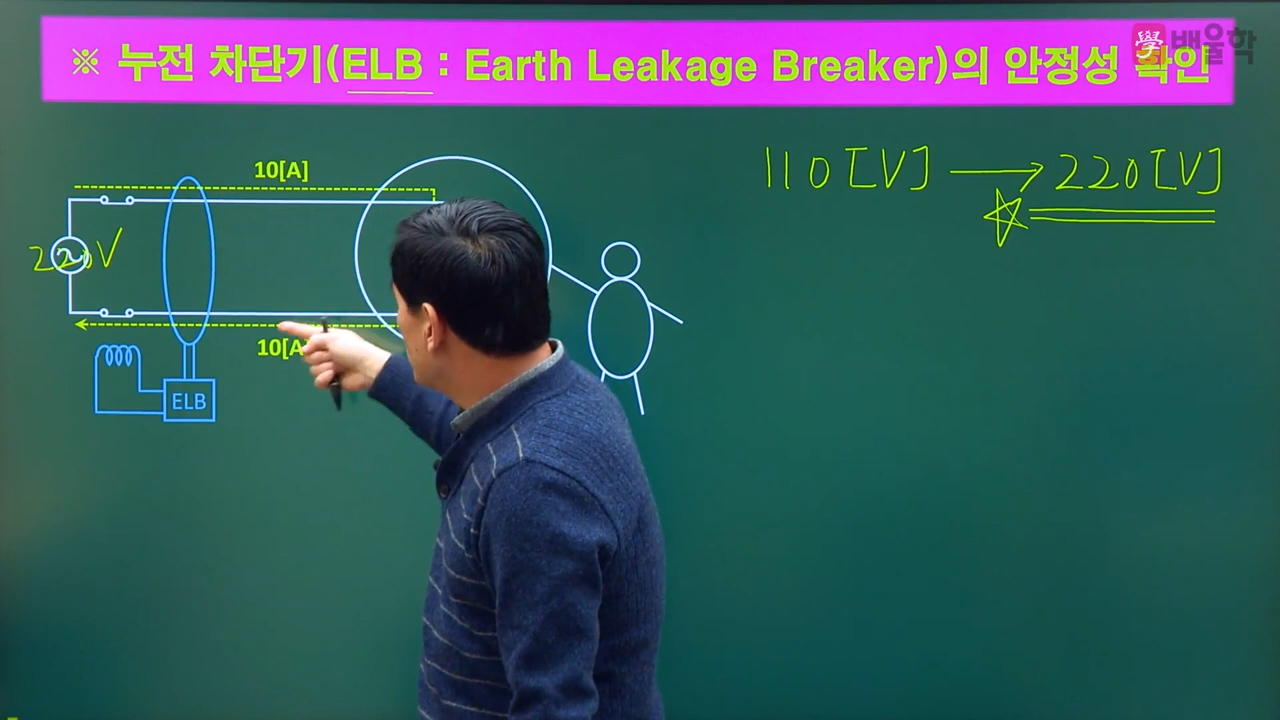 學 배울학
※ 누전 차단기(ELB : Earth Leakage Breaker)의 안정성 확인
110[V] → 220[V]
10[A]
220V
10[A
ELB